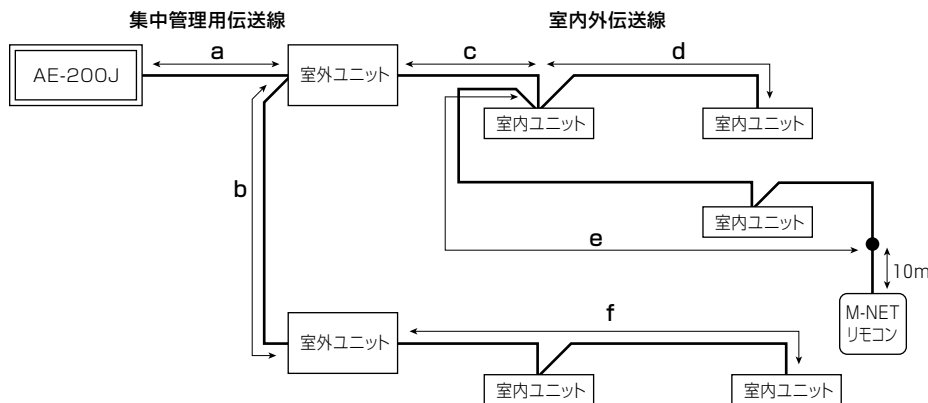 集中管理用伝送線
室内外伝送線
AE-200J
a
室外ユニット
c
d
室内ユニット
室内ユニット
b
室内ユニット
e
10m
M-NET
リモコン
室外ユニット
f
室内ユニット
室内ユニット